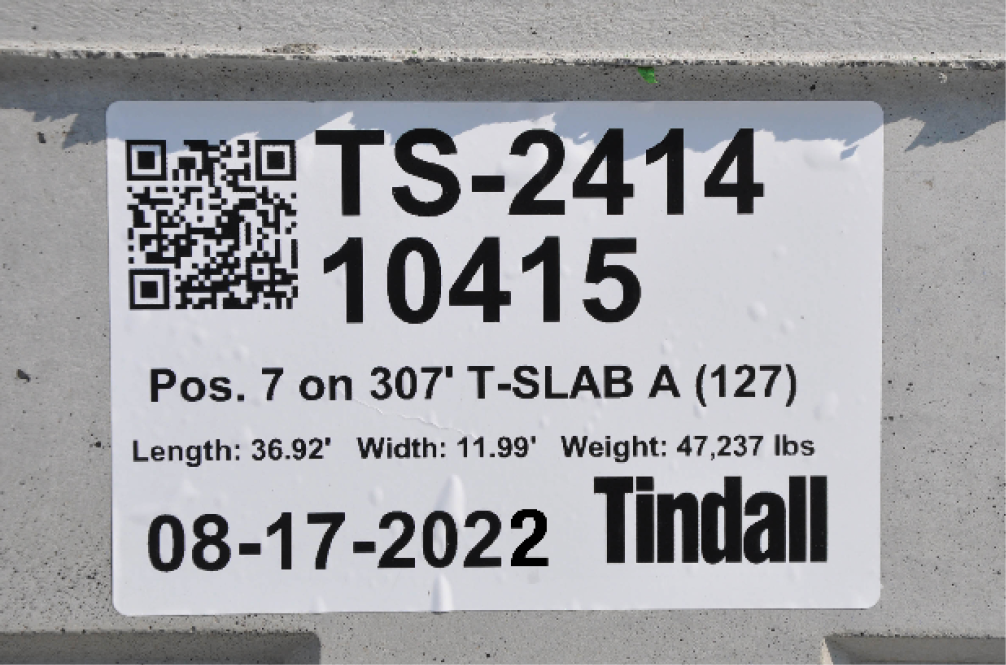 TS-2414
10415
Pos. 7 on 307' T-SLAB A (127)
Length: 36.92' Width: 11.99' Weight: 47,237 lbs
08-17-2022 Tindall